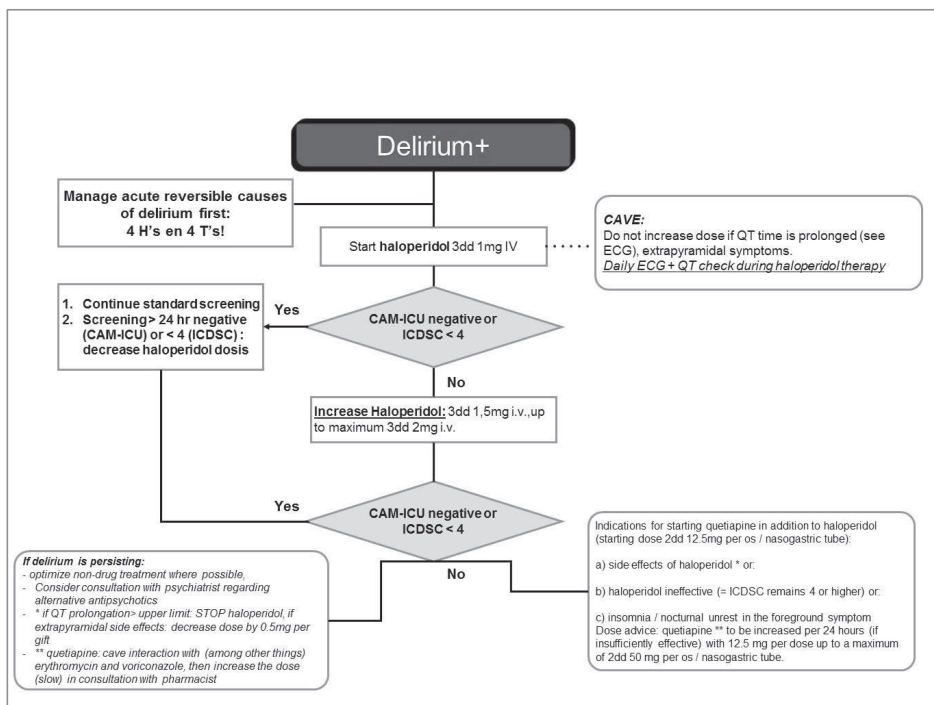 Delirium+
Manage acute reversible causes
of delirium first:
4 H's en 4 T's!
Start haloperidol 3dd 1mg IV
CAVE:
Do not increase dose if QT time is prolonged (see
ECG), extrapyramidal symptoms.
Daily ECG + QT check during haloperidol therapy
1. Continue standard screening
2. Screening > 24 hr negative
(CAM-ICU) or < 4 (ICDSC) :
decrease haloperidol dosis
Yes
CAM-ICU negative or
ICDSC < 4
No
Increase Haloperidol: 3dd 1,5mg i.v.,up
to maximum 3dd 2mg i.v.
Yes
CAM-ICU negative or
ICDSC < 4
No
If delirium is persisting:
- optimize non-drug treatment where possible,
- Consider consultation with psychiatrist regarding
alternative antipsychotics
- * if QT prolongation> upper limit: STOP haloperidol, if
extrapyramidal side effects: decrease dose by 0.5mg per
gift
- ** quetiapine: cave interaction with (among other things)
erythromycin and voriconazole, then increase the dose
(slow) in consultation with pharmacist
Indications for starting quetiapine in addition to haloperidol
(starting dose 2dd 12.5mg per os / nasogastric tube):
a) side effects of haloperidol * or:
b) haloperidol ineffective (= ICDSC remains 4 or higher) or:
c) insomnia / nocturnal unrest in the foreground symptom
Dose advice: quetiapine ** to be increased per 24 hours (if
insufficiently effective) with 12.5 mg per dose up to a maximum
of 2dd 50 mg per os / nasogastric tube.